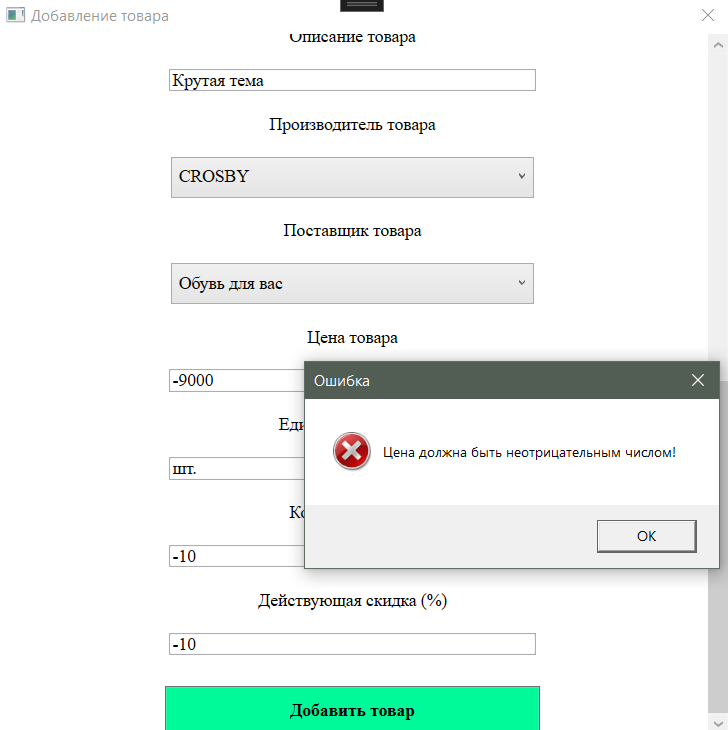 Добавление товара
Описание товара
Крутая тема
Производитель товара
CROSBY
Поставщик товара
Обувь для вас
Цена товара
-9000
Ошибка
Цена должна быть неотрицательным числом!
OK
шт.
-10
Действующая скидка (%)
-10
Добавить товар